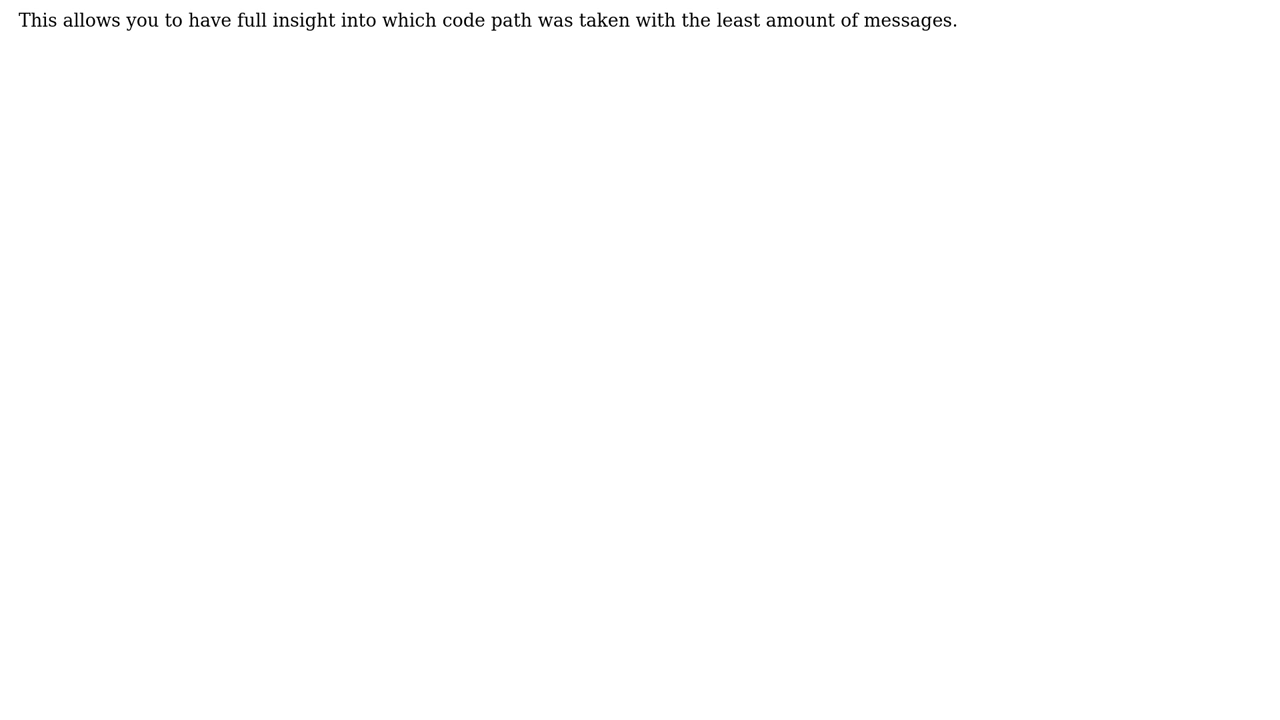 This allows you to have full insight into which code path was taken with the least amount of messages.